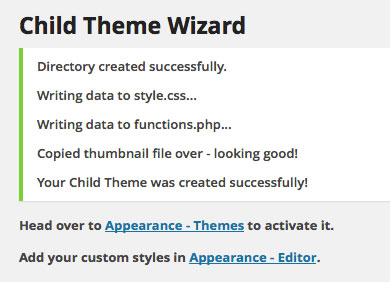 Child Theme Wizard
Directory created successfully.
Writing data to style.css...
Writing data to functions.php...
Copied thumbnail file over - looking good!
Your Child Theme was created successfully!
Head over to Appearance - Themes to activate it.
Add your custom styles in Appearance - Editor.